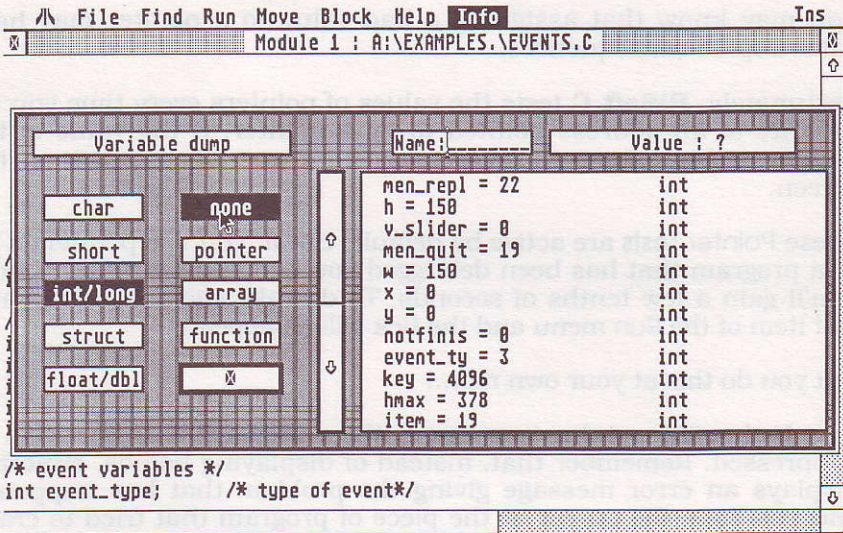 File Find Run Move Block Help Info Ins
Module 1 : A:\EXAMPLES.\EVENTS.C
Variable dump
Name:________
Value : ?
char
none
short
pointer
int/long
array
struct
function
float/dbl
men_repl = 22 int
h = 150 int
v_slider = 0 int
men_quit = 19 int
w = 150 int
x = 0 int
y = 0 int
notfinis = 0 int
event_ty = 3 int
key = 4096 int
hmax = 378 int
item = 19 int
/* event variables */
int event_type; /* type of event*/